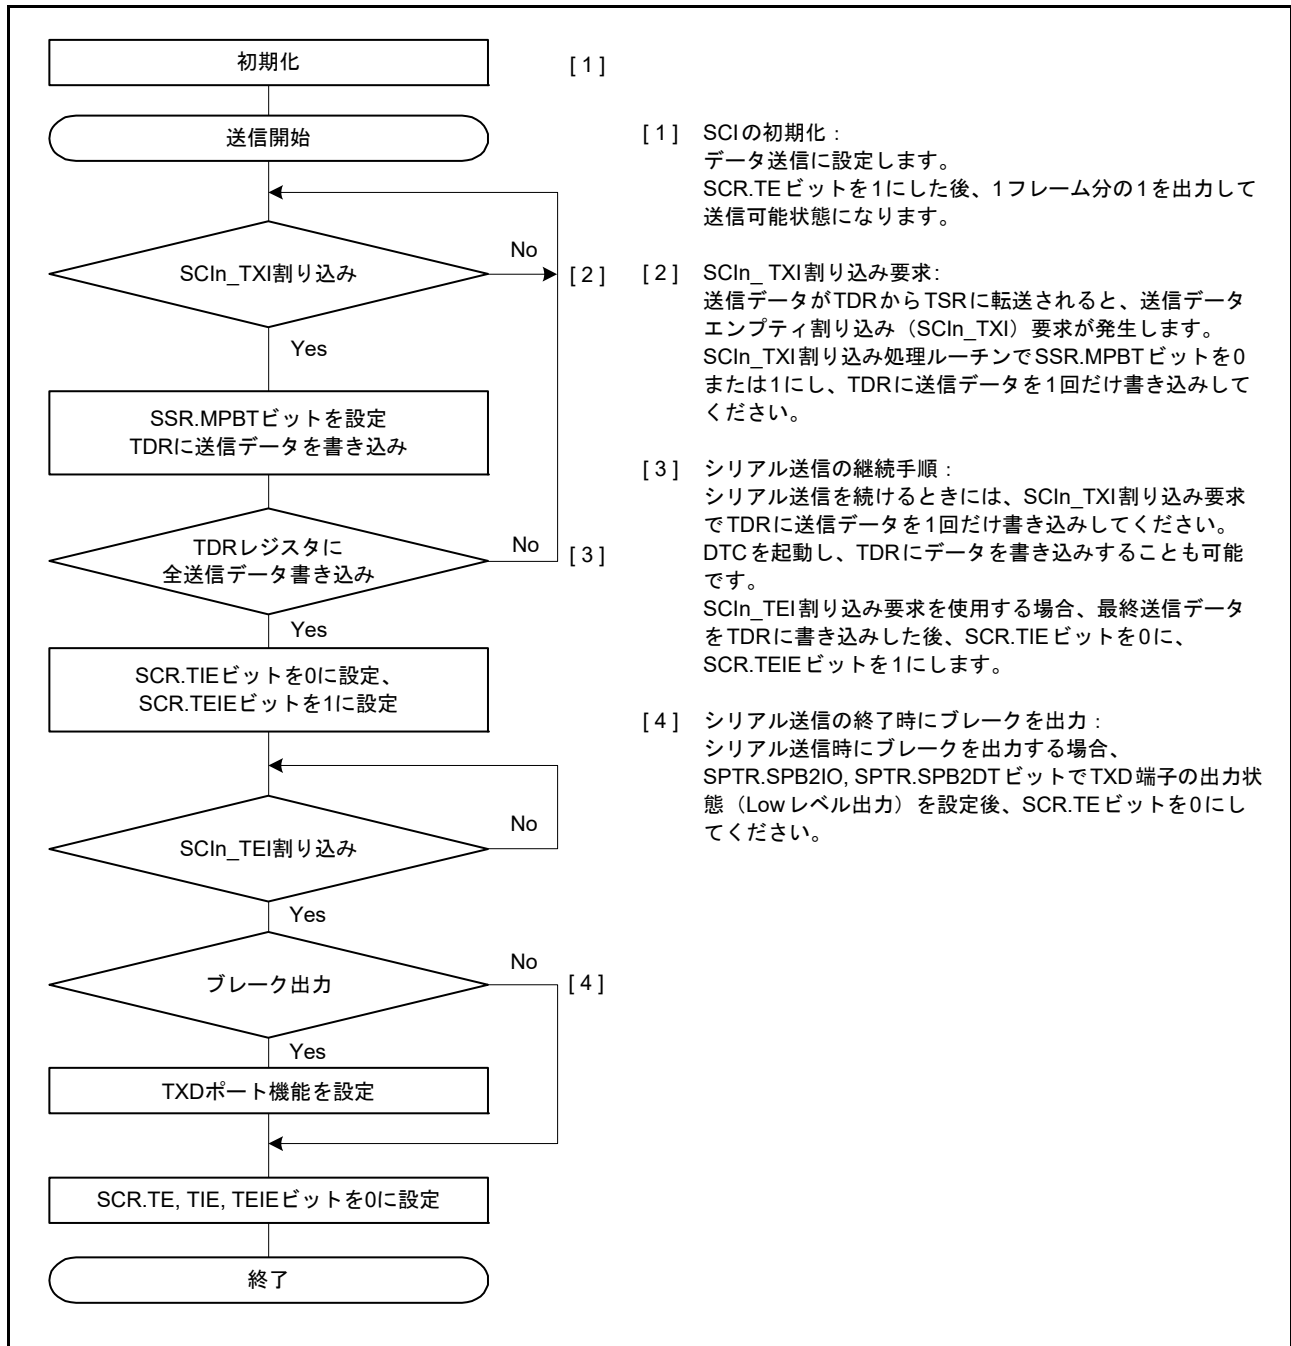 初期化
[ 1 ]
送信開始
SCIn_TXI割り込み
No
[ 2 ]
Yes
SSR.MPBTビットを設定
TDRに送信データを書き込み
TDRレジスタに
全送信データ書き込み
No
[ 3 ]
Yes
SCR.TIEビットを0に設定、
SCR.TEIEビットを1に設定
SCIn_TEI割り込み
No
Yes
ブレーク出力
No
[ 4 ]
Yes
TXDポート機能を設定
SCR.TE, TIE, TEIEビットを0に設定
終了
[ 1 ] SCIの初期化：
データ送信に設定します。
SCR.TEビットを1にした後、1フレーム分の1を出力して
送信可能状態になります。
[ 2 ] SCIn_ TXI割り込み要求:
送信データがTDRからTSRに転送されると、送信データ
エンプティ割り込み（SCIn_TXI）要求が発生します。
SCIn_TXI割り込み処理ルーチンでSSR.MPBTビットを0
または1にし、TDRに送信データを1回だけ書き込みして
ください。
[ 3 ] シリアル送信の継続手順：
シリアル送信を続けるときには、SCIn_TXI割り込み要求
でTDRに送信データを1回だけ書き込みしてください。
DTCを起動し、TDRにデータを書き込みすることも可能
です。
SCIn_TEI割り込み要求を使用する場合、最終送信データ
をTDRに書き込みした後、SCR.TIEビットを0に、
SCR.TEIEビットを1にします。
[ 4 ] シリアル送信の終了時にブレークを出力：
シリアル送信時にブレークを出力する場合、
SPTR.SPB2IO, SPTR.SPB2DTビットでTXD端子の出力状
態（Lowレベル出力）を設定後、SCR.TEビットを0にし
てください。